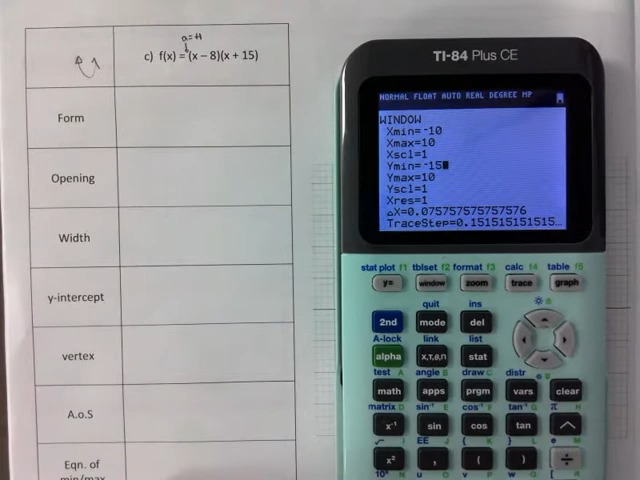 a=+1
c) f(x) = (x – 8)(x + 15)
Form
Opening
Width
y-intercept
vertex
A.o.S
Eqn. of
min/max
TI-84 Plus CE
NORMAL FLOAT AUTO REAL DEGREE MP
WINDOW
Xmin=-10
Xmax=10
Xscl=1
Ymin=-15
Ymax=10
Yscl=1
Xres=1
△X=0.075757575757576
TraceStep=0.151515151515…
stat plot f1 tblset f2 format f3 calc f4 table f5
y= window zoom trace graph
quit ins
2nd mode del
A-lock link list
alpha X,T,θ,n stat
test A angle B draw C distr
math apps prgm vars clear
matrix D sin⁻¹ E cos⁻¹ F tan⁻¹ G π H
x⁻¹ sin cos tan ^
√ I EE J { K } L e M
x² , ( ) ÷
10ˣ N u O v P w Q [ R